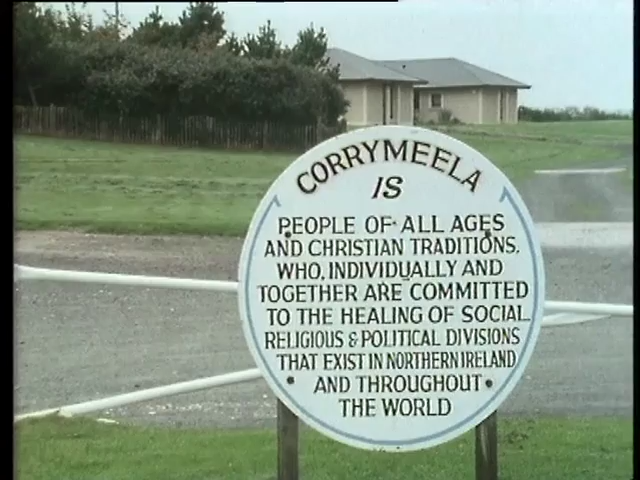 CORRYMEELA
IS
PEOPLE OF ALL AGES
AND CHRISTIAN TRADITIONS,
WHO, INDIVIDUALLY AND
TOGETHER ARE COMMITTED
TO THE HEALING OF SOCIAL,
RELIGIOUS & POLITICAL DIVISIONS
THAT EXIST IN NORTHERN IRELAND
AND THROUGHOUT
THE WORLD